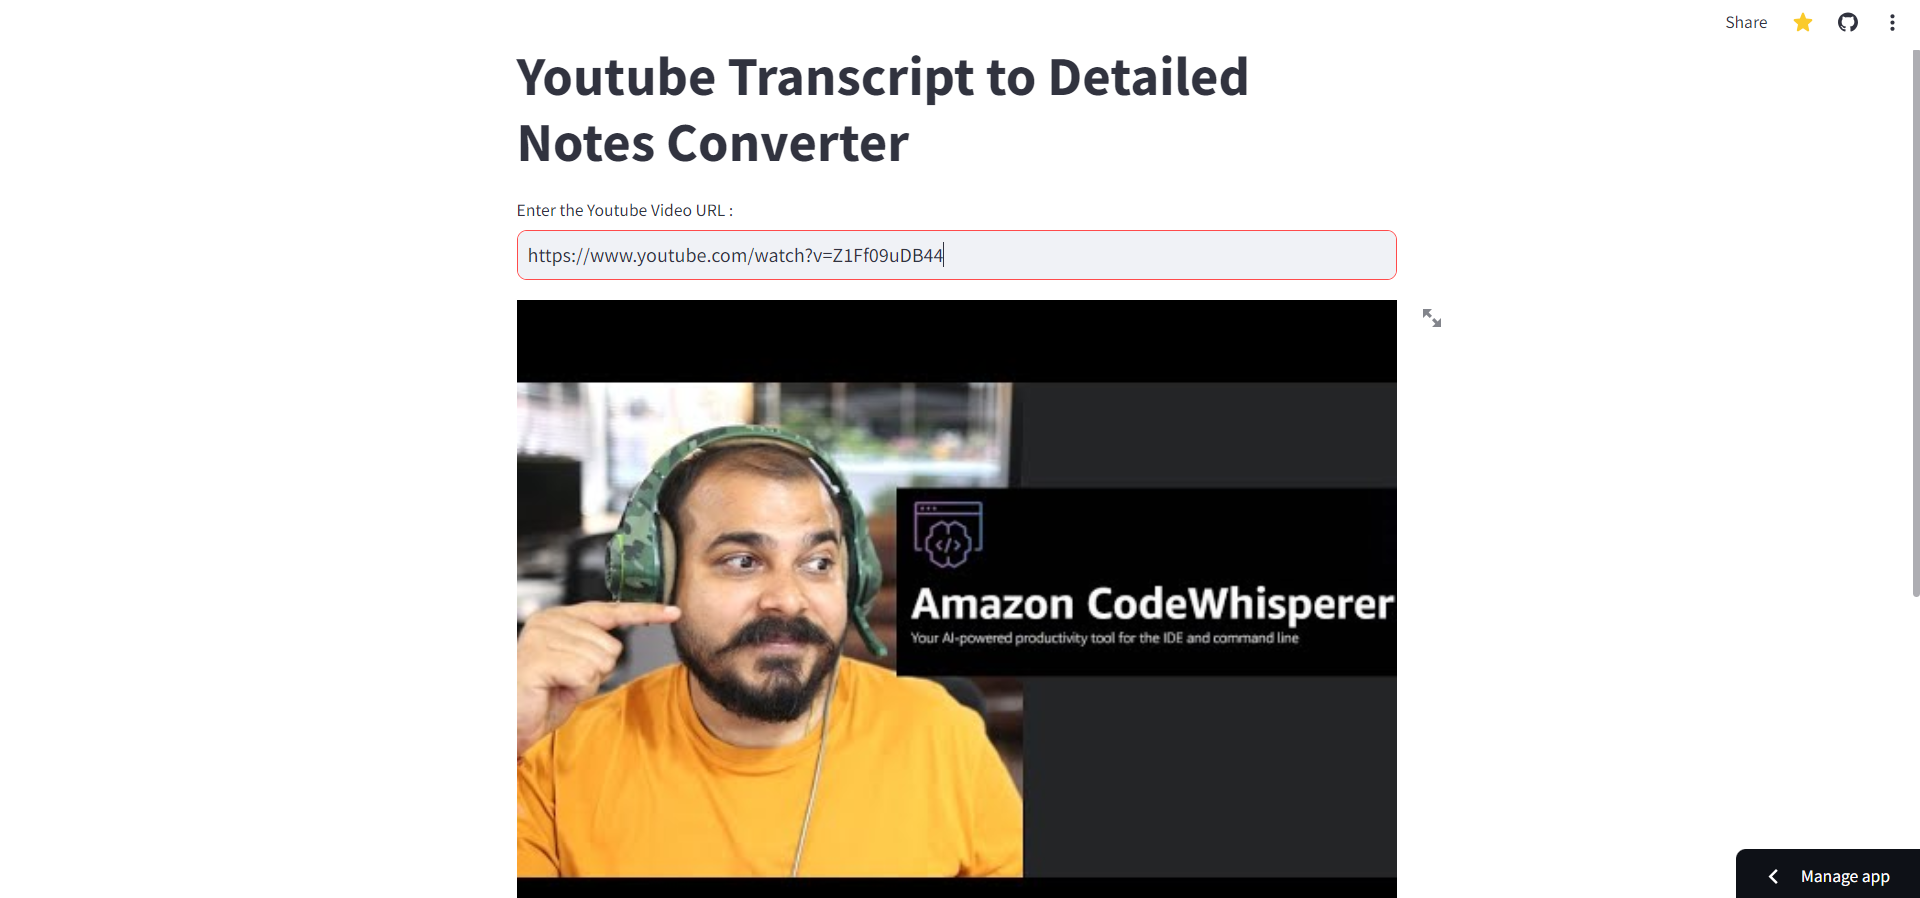 Share
Youtube Transcript to Detailed
Notes Converter
Enter the Youtube Video URL :
https://www.youtube.com/watch?v=Z1Ff09uDB44
</>
Amazon CodeWhisperer
Your AI-powered productivity tool for the IDE and command line
Manage app